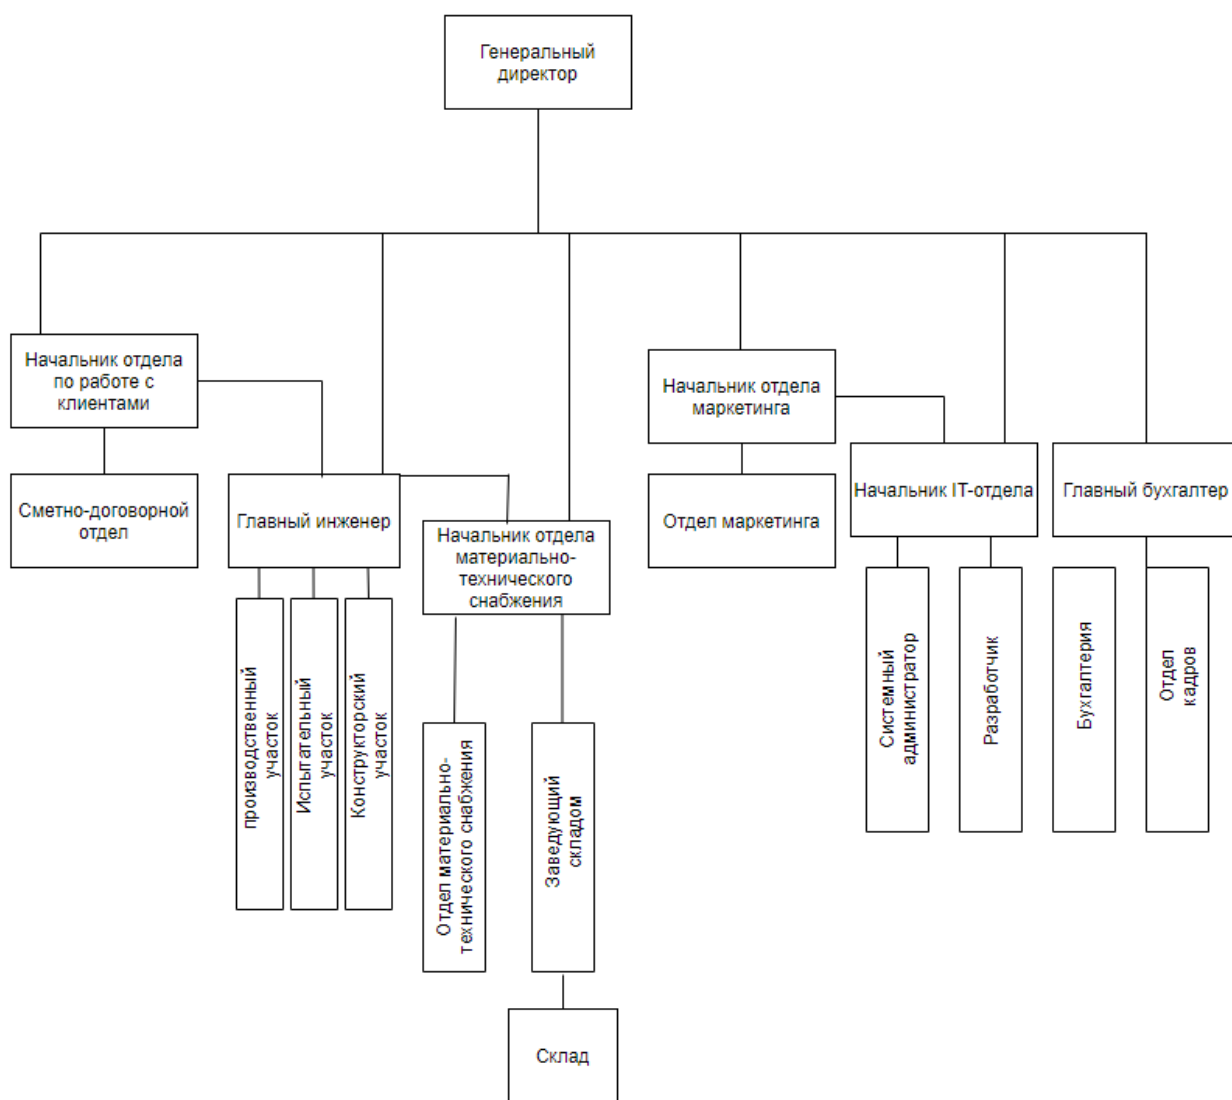 Генеральный
директор
Начальник отдела
по работе с
клиентами
Начальник отдела
маркетинга
Сметно-договорной
отдел
Главный инженер
Начальник отдела
материально-
технического
снабжения
Отдел маркетинга
Начальник IT-отдела
Главный бухгалтер
производственный
участок
Испытательный
участок
Конструкторский
участок
Отдел материально-
технического снабжения
Заведующий
складом
Системный
администратор
Разработчик
Бухгалтерия
Отдел
кадров
Склад